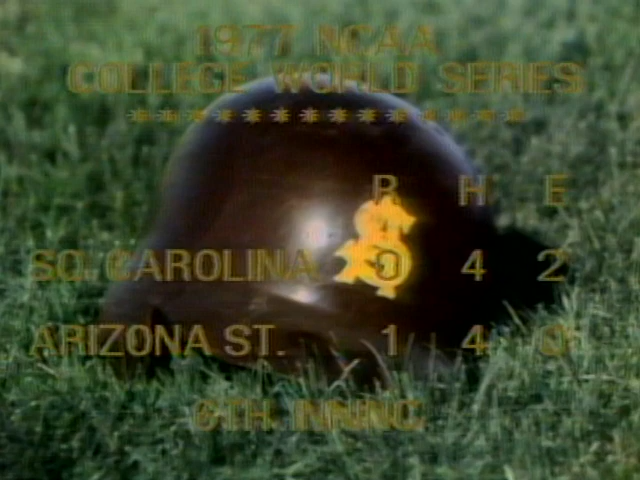 1977 NCAA
COLLEGE WORLD SERIES
* * * * * * * * * * * * *
R H E
SO. CAROLINA 0 4 2
ARIZONA ST. 1 4 0
6TH. INNING